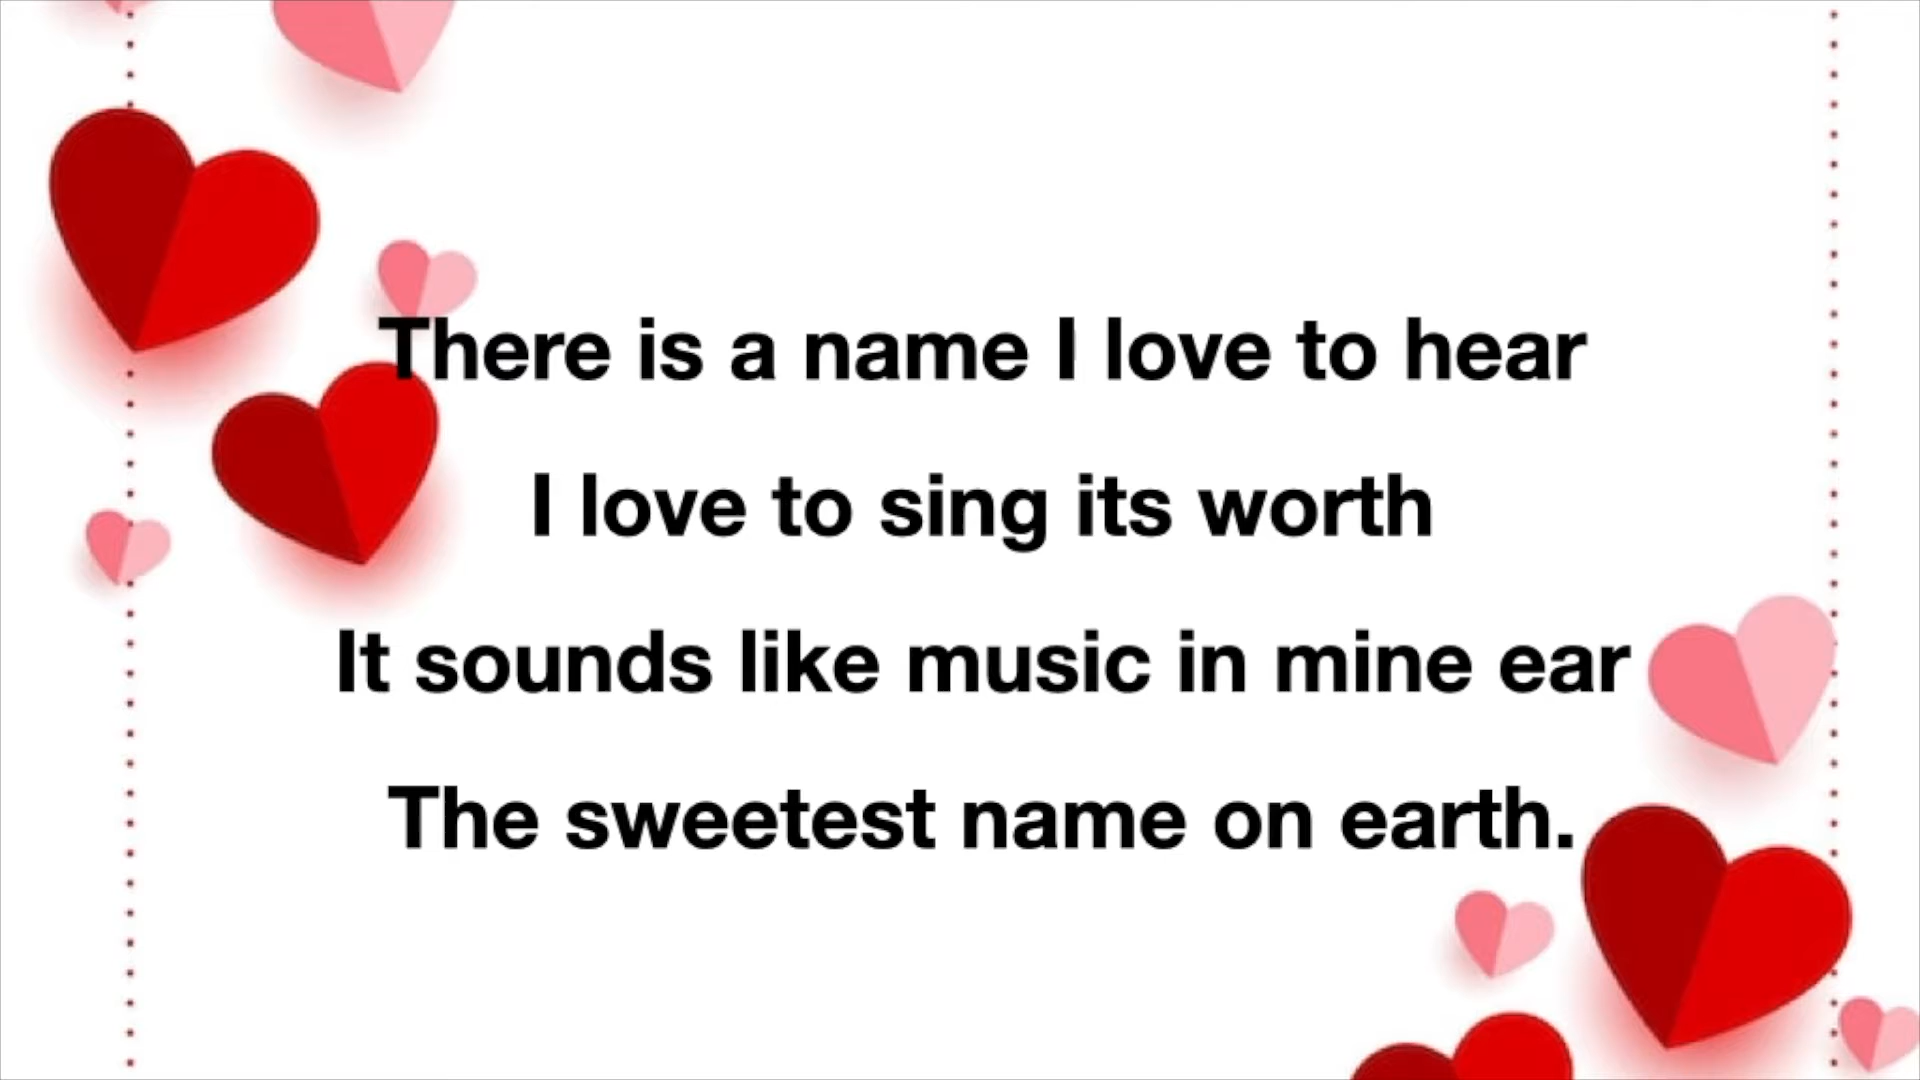 There is a name I love to hear
I love to sing its worth
It sounds like music in mine ear
The sweetest name on earth.